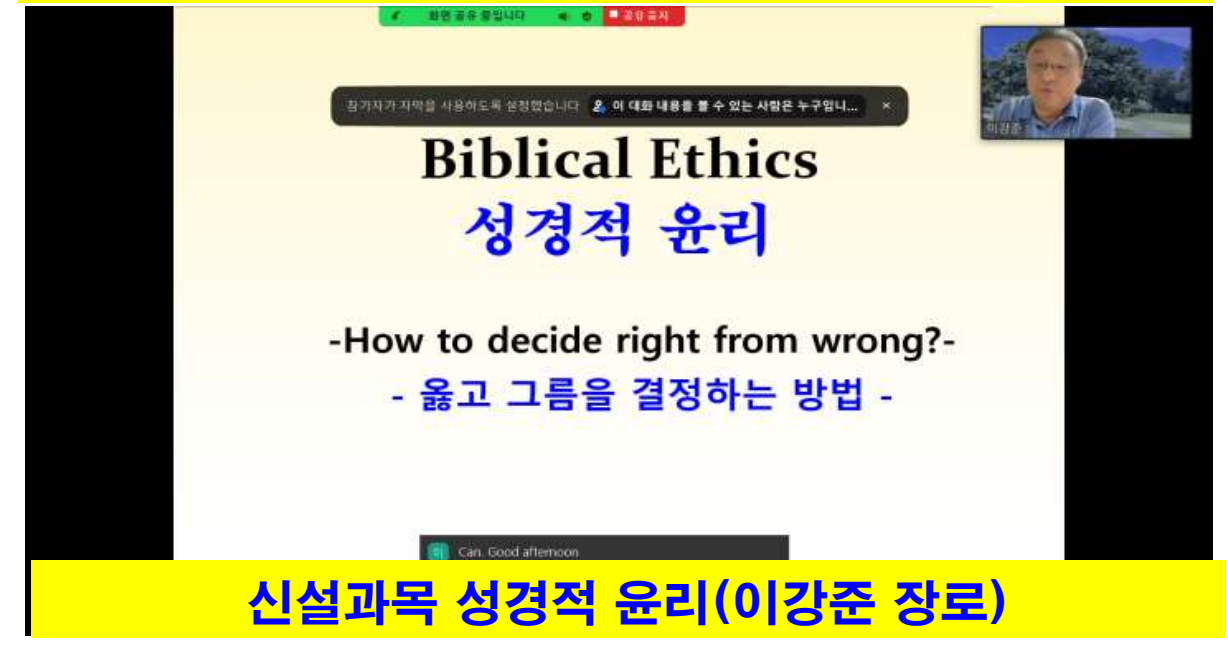 화면 공유 중입니다 공유 중지
참가자가 자막을 사용하도록 설정했습니다 이 대화 내용을 볼 수 있는 사람은 누구입니... ×
이강준
Biblical Ethics
성경적 윤리
-How to decide right from wrong?-
- 옳고 그름을 결정하는 방법 -
이 Can. Good afternoon
신설과목 성경적 윤리(이강준 장로)